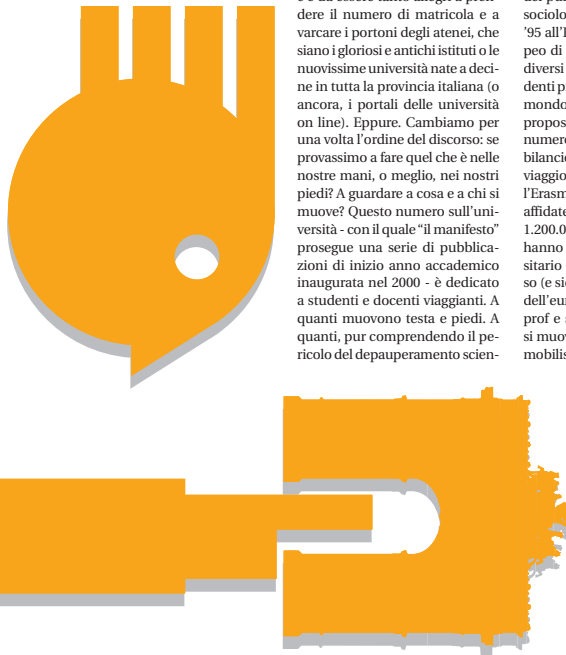 dere il numero di matricola e a
varcare i portoni degli atenei, che
siano i gloriosi e antichi istituti o le
nuovissime università nate a deci-
ne in tutta la provincia italiana (o
ancora, i portali delle università
on line). Eppure. Cambiamo per
una volta l'ordine del discorso: se
provassimo a fare quel che è nelle
nostre mani, o meglio, nei nostri
piedi? A guardare a cosa e a chi si
muove? Questo numero sull'uni-
versità - con il quale "il manifesto"
prosegue una serie di pubblica-
zioni di inizio anno accademico
inaugurata nel 2000 - è dedicato
a studenti e docenti viaggianti. A
quanti muovono testa e piedi. A
quanti, pur comprendendo il pe-
ricolo del depauperamento scien-
sociolo
'95 all'
peo di
diversi
denti p
mondo
propos
numer
bilanci
viaggio
l'Erasm
affidate
1.200.0
hanno
sitario
so (e si
dell'eur
prof e s
si muov
mobilis